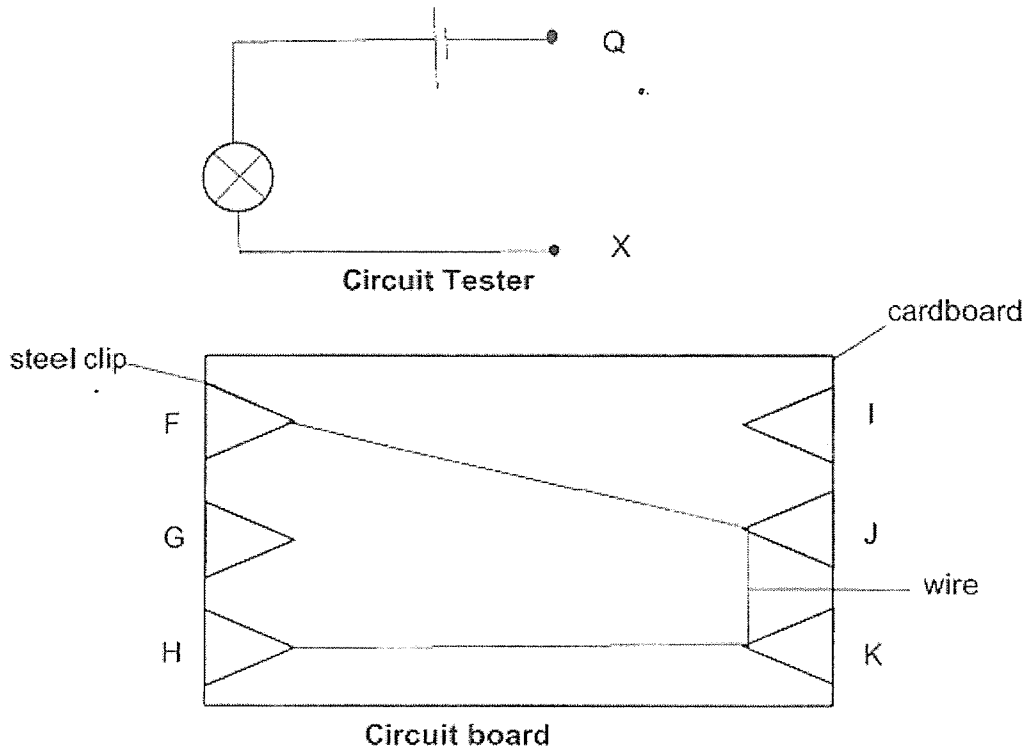 Q
X
Circuit Tester
cardboard
steel clip
F
I
G
J
wire
H
K
Circuit board